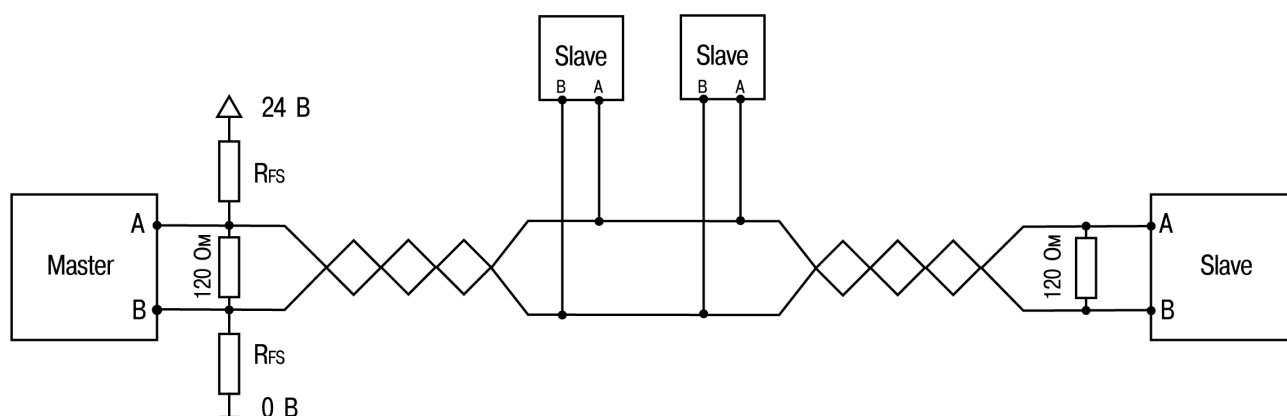 Slave
B A
Slave
B A
24 В
RFS
A
Master
120 Ом
B
RFS
0 В
120 Ом
A
Slave
B